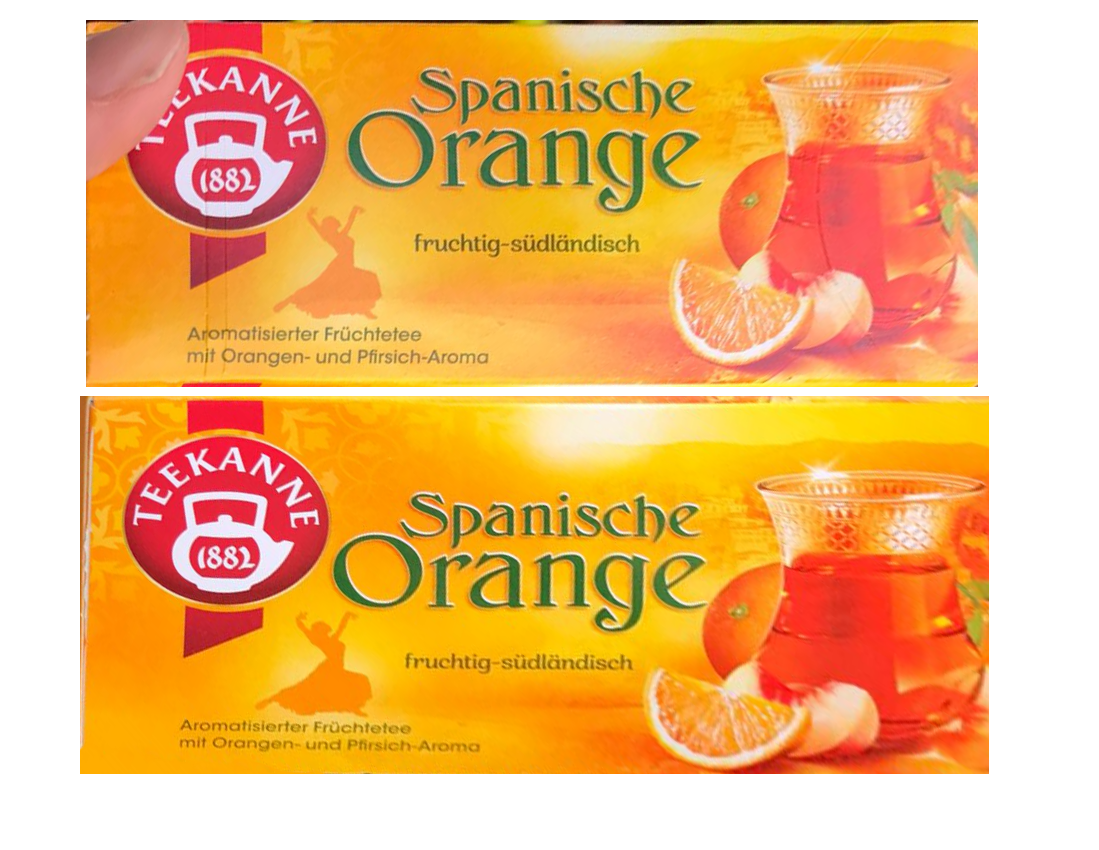 TEEKANNE
1882
Spanische
Orange
fruchtig-südländisch
Aromatisierter Früchtetee
mit Orangen- und Pfirsich-Aroma
TEEKANNE
1882
Spanische
Orange
fruchtig-südländisch
Aromatisierter Früchtetee
mit Orangen- und Pfirsich-Aroma